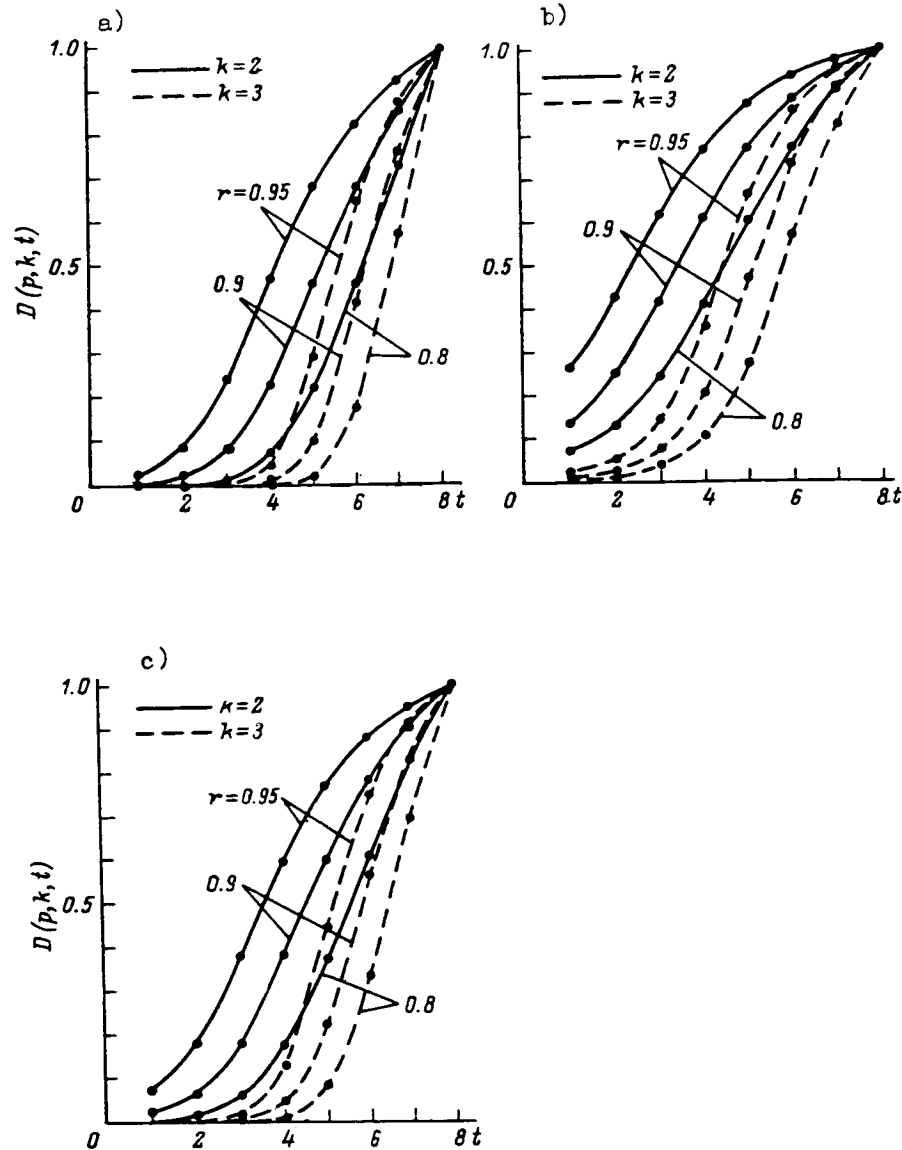 a)
1.0
k=2
k=3
r=0.95
0.9
0.5
0.8
D(p,k,t)
0 2 4 6 8 t
b)
1.0
k=2
k=3
r=0.95
0.9
0.5
0.8
0 2 4 6 8 t
c)
1.0
κ=2
k=3
r=0.95
0.9
0.5
0.8
D(p,k,t)
0 2 4 6 8 t